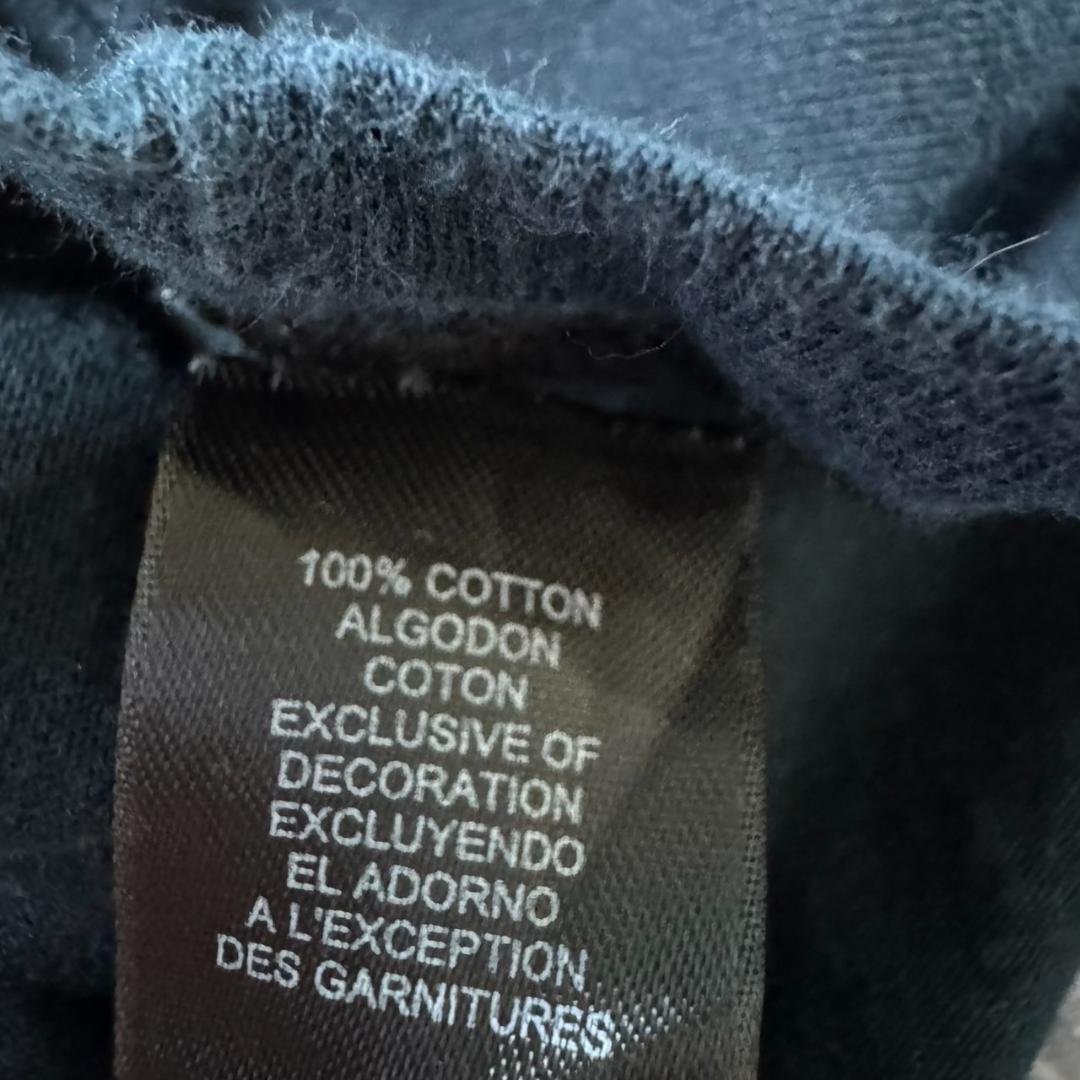 100% COTTON
ALGODON
COTON
EXCLUSIVE OF
DECORATION
EXCLUYENDO
EL ADORNO
A L'EXCEPTION
DES GARNITURES